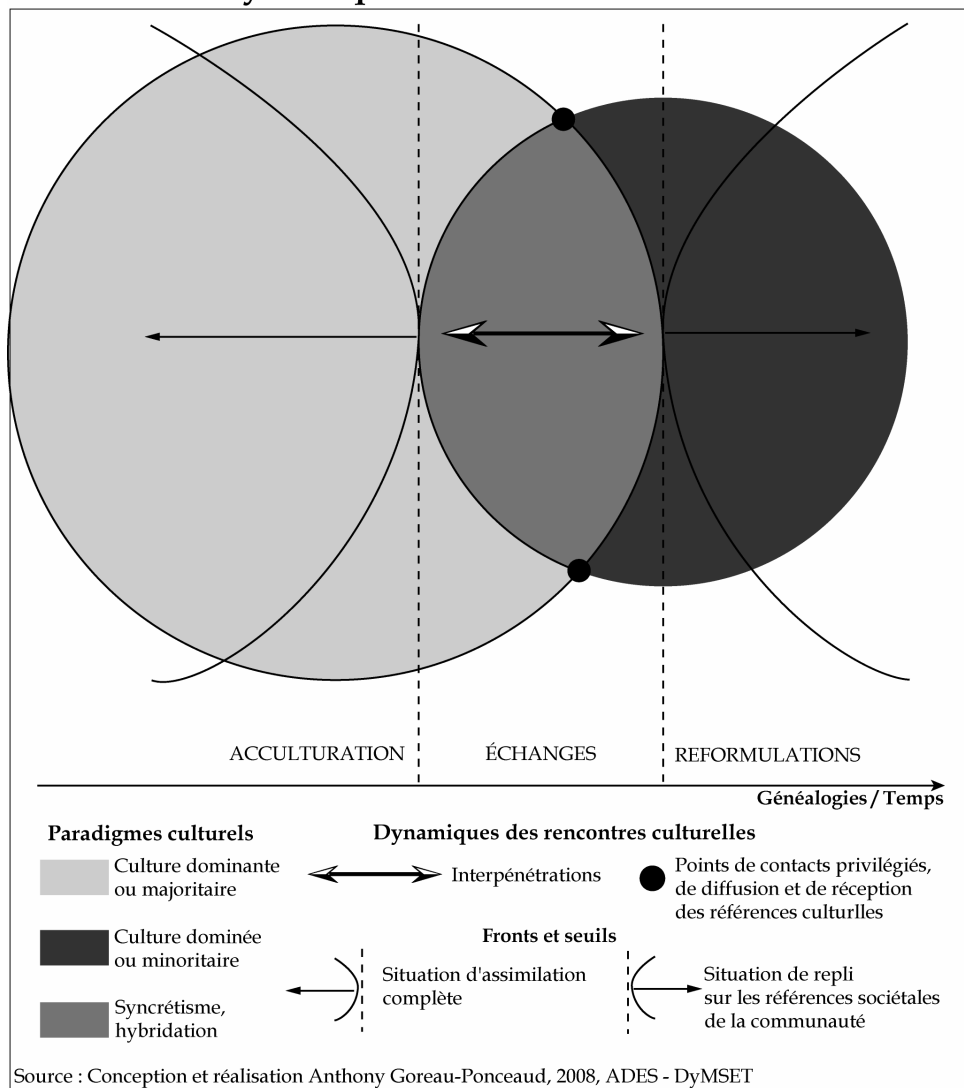 ACCULTURATION
ÉCHANGES
REFORMULATIONS
Généalogies / Temps
Paradigmes culturels
Dynamiques des rencontres culturelles
Culture dominante
ou majoritaire
Interpénétrations
Points de contacts privilégiés,
de diffusion et de réception
des références culturlles
Culture dominée
ou minoritaire
Fronts et seuils
Situation d'assimilation
complète
Situation de repli
sur les références sociétales
de la communauté
Syncrétisme,
hybridation
Source : Conception et réalisation Anthony Goreau-Ponceaud, 2008, ADES - DyMSET